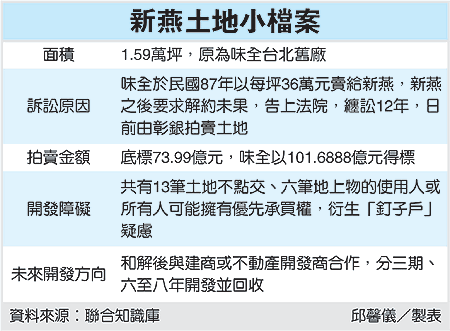 新燕土地小檔案
面積
1.59萬坪，原為味全台北舊廠
訴訟原因
味全於民國87年以每坪36萬元賣給新燕，新燕
之後要求解約未果，告上法院，纏訟12年，日
前由彰銀拍賣土地
拍賣金額
底標73.99億元，味全以101.6888億元得標
開發障礙
共有13筆土地不點交、六筆地上物的使用人或
所有人可能擁有優先承買權，衍生「釘子戶」
疑慮
未來開發方向
和解後與建商或不動產開發商合作，分三期、
六至八年開發並回收
資料來源：聯合知識庫
邱馨儀／製表